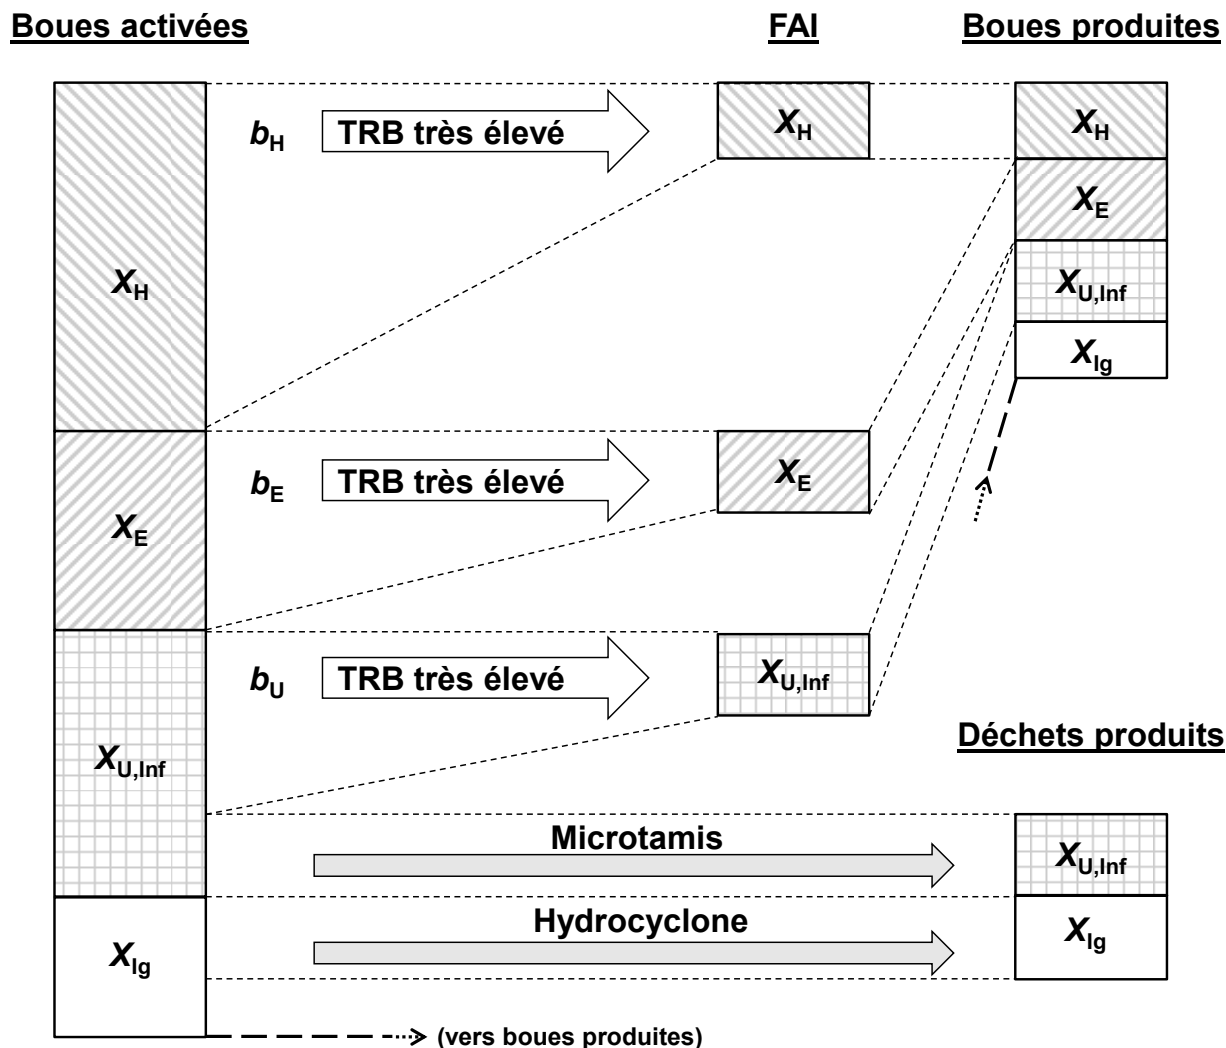 Boues activées
FAI
Boues produites
b_H
TRB très élevé
X_H
X_H
X_E
X_H
X_U,Inf
X_Ig
b_E
TRB très élevé
X_E
X_E
b_U
TRB très élevé
X_U,Inf
X_U,Inf
Déchets produits
Microtamis
X_U,Inf
Hydrocyclone
X_Ig
X_Ig
(vers boues produites)